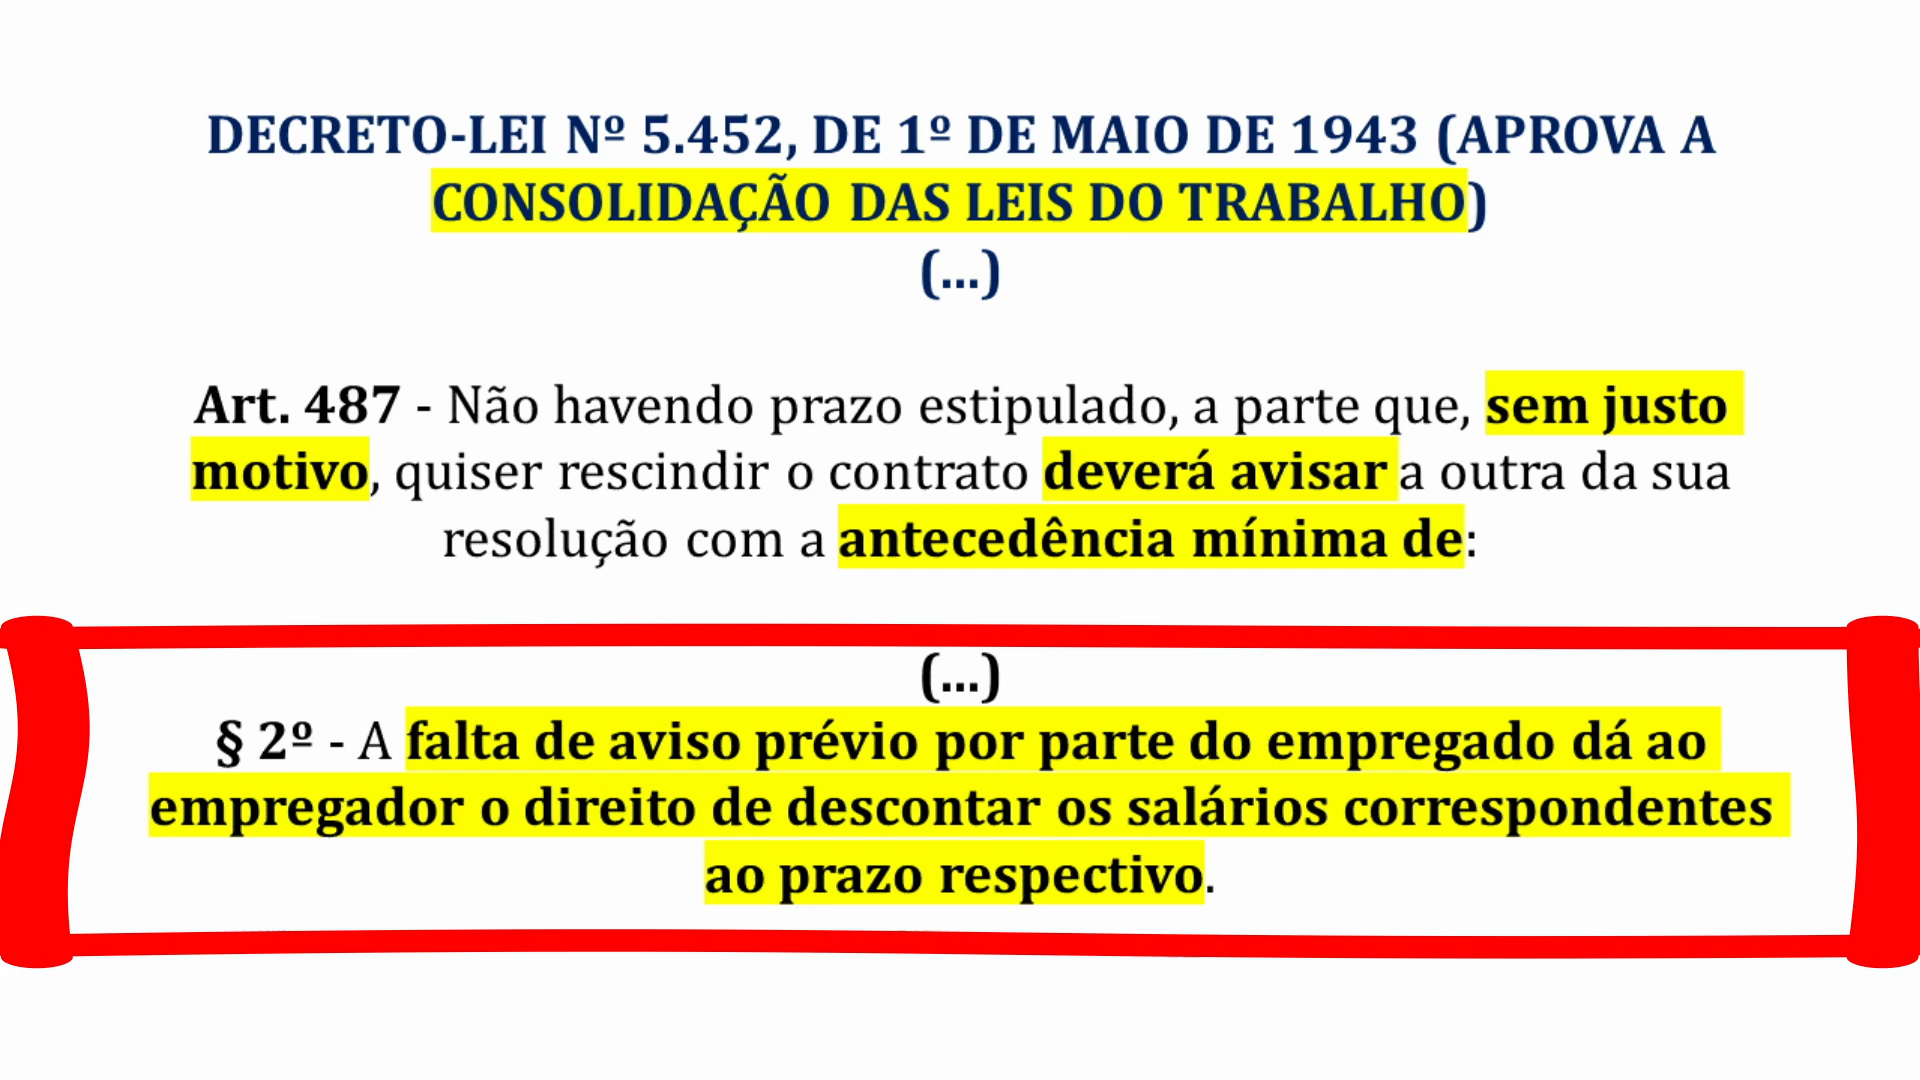 DECRETO-LEI Nº 5.452, DE 1º DE MAIO DE 1943 (APROVA A
CONSOLIDAÇÃO DAS LEIS DO TRABALHO)
(...)
Art. 487 - Não havendo prazo estipulado, a parte que, sem justo
motivo, quiser rescindir o contrato deverá avisar a outra da sua
resolução com a antecedência mínima de:
(...)
§ 2º - A falta de aviso prévio por parte do empregado dá ao
empregador o direito de descontar os salários correspondentes
ao prazo respectivo.